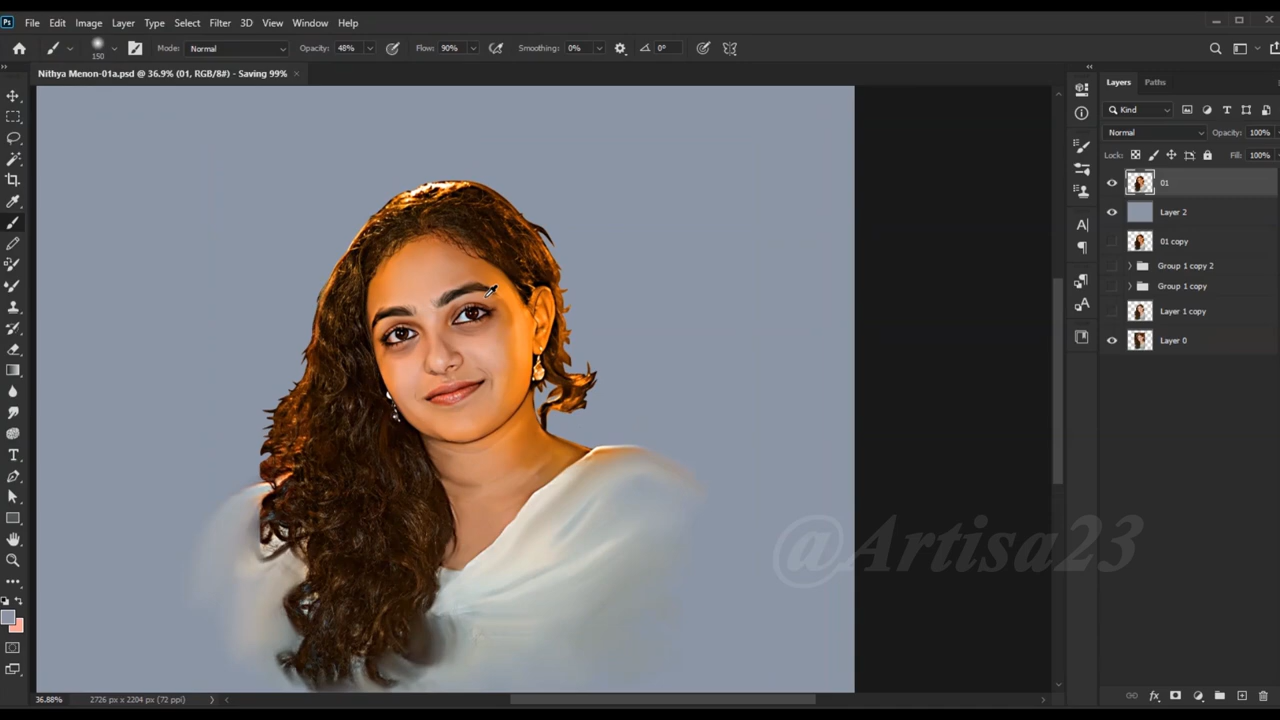 Ps File Edit Image Layer Type Select Filter 3D View Window Help
150 Mode: Normal Opacity: 48% Flow: 90% Smoothing: 0% 0°
Nithya Menon-01a.psd @ 36.9% (01, RGB/8#) - Saving 99% ×
Layers Paths
Kind
Normal Opacity: 100%
Lock: Fill: 100%
01
Layer 2
01 copy
Group 1 copy 2
Group 1 copy
Layer 1 copy
Layer 0
@Artisa23
36.88% 2726 px x 2204 px (72 ppi)